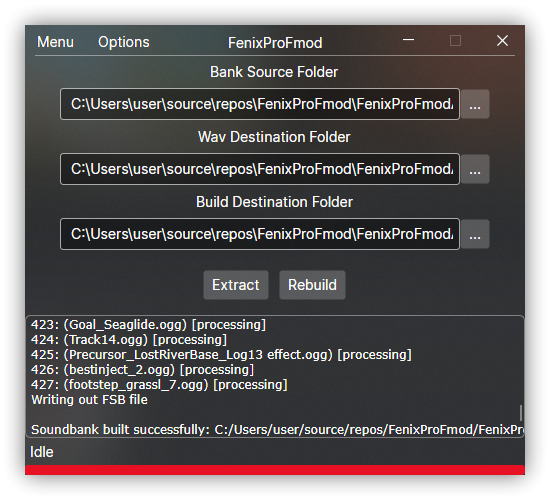 Menu Options FenixProFmod
Bank Source Folder
C:\Users\user\source\repos\FenixProFmod\FenixProFmod/ ...
Wav Destination Folder
C:\Users\user\source\repos\FenixProFmod\FenixProFmod/ ...
Build Destination Folder
C:\Users\user\source\repos\FenixProFmod\FenixProFmod/ ...
Extract Rebuild
423: (Goal_Seaglide.ogg) [processing]
424: (Track14.ogg) [processing]
425: (Precursor_LostRiverBase_Log13 effect.ogg) [processing]
426: (bestinject_2.ogg) [processing]
427: (footstep_grassl_7.ogg) [processing]
Writing out FSB file
Soundbank built successfully: C:/Users/user/source/repos/FenixProFmod/FenixPro
Idle